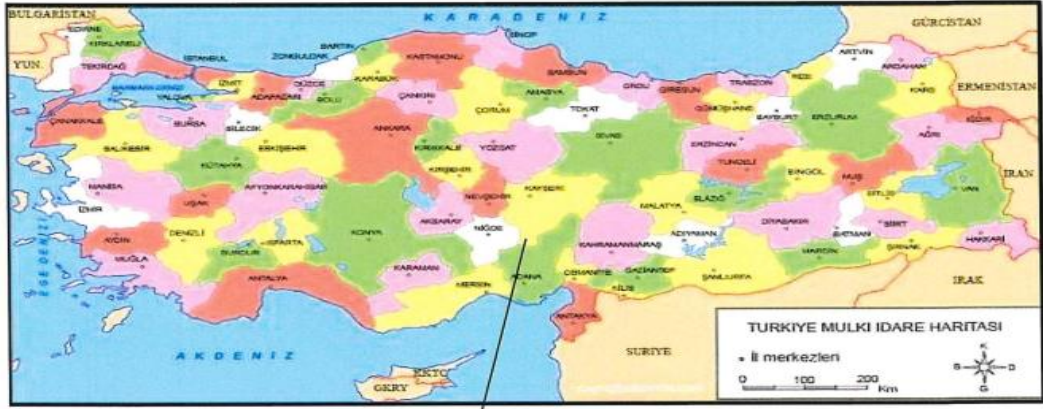 KARADENİZ
BULGARİSTAN
GÜRCİSTAN
EDİRNE
KIRKLARELİ
SİNOP
BARTIN
KASTAMONU
ZONGULDAK
ARTVİN
YUN.
TEKİRDAĞ
İSTANBUL
SAMSUN
ARDAHAN
KARABÜK
TRABZON
RİZE
DÜZCE
İZMİT
YALOVA
ADAPAZARI
BOLU
ÇANKIRI
AMASYA
ORDU
GİRESUN
KARS
ERMENİSTAN
MARMARA DENİZİ
ÇORUM
TOKAT
GÜMÜŞHANE
BAYBURT
ERZURUM
IĞDIR
ÇANAKKALE
BURSA
BİLECİK
ANKARA
SİVAS
AĞRI
BALIKESİR
ESKİŞEHİR
KIRIKKALE
YOZGAT
ERZİNCAN
KÜTAHYA
TUNCELİ
KIRŞEHİR
BİNGÖL
MUŞ
İRAN
MANİSA
AFYONKARAHİSAR
NEVŞEHİR
KAYSERİ
ELAZIĞ
BİTLİS
VAN
UŞAK
MALATYA
İZMİR
AKSARAY
DİYARBAKIR
SİİRT
NİĞDE
BATMAN
AYDIN
DENİZLİ
ISPARTA
KONYA
KAHRAMANMARAŞ
ADIYAMAN
HAKKARİ
ŞIRNAK
BURDUR
MARDİN
MUĞLA
KARAMAN
ADANA
OSMANİYE
GAZİANTEP
ŞANLIURFA
ANTALYA
MERSİN
KİLİS
EGE DENİZİ
IRAK
ANTAKYA
TÜRKİYE MÜLKİ İDARE HARİTASI
AKDENİZ
SURİYE
İl merkezleri
KKTC
GKRY
K
B D
G
0 100 200
Km